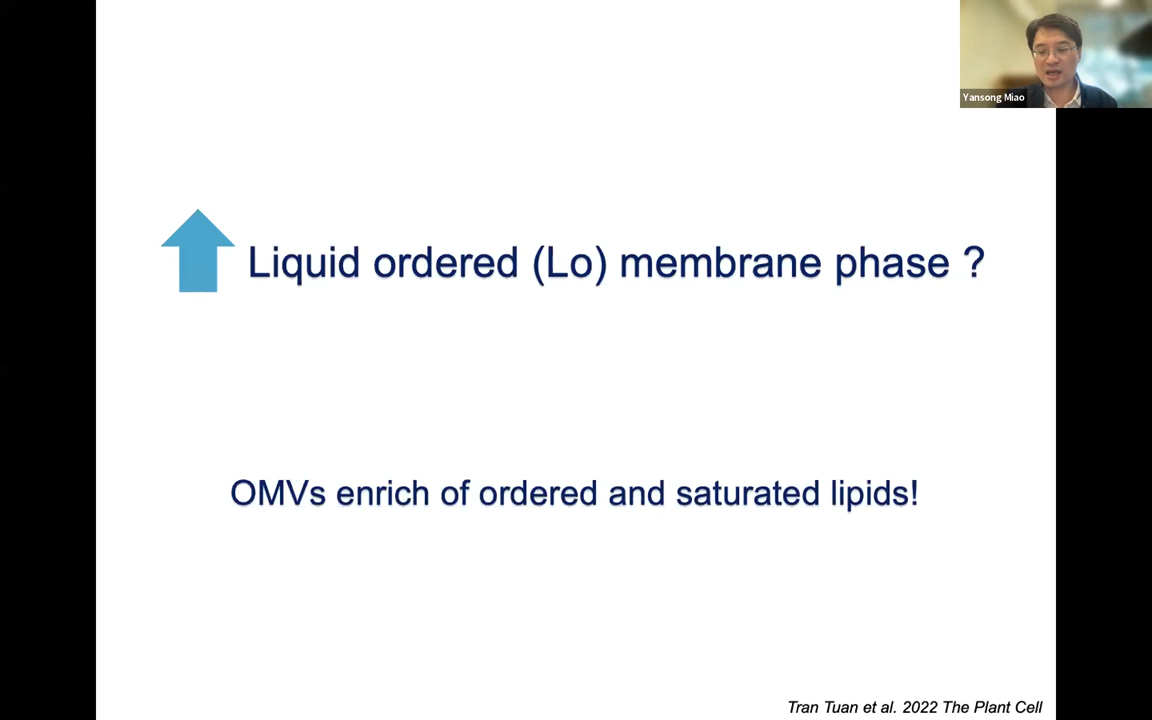 Yansong Miao
Liquid ordered (Lo) membrane phase ?
OMVs enrich of ordered and saturated lipids!
Tran Tuan et al. 2022 The Plant Cell